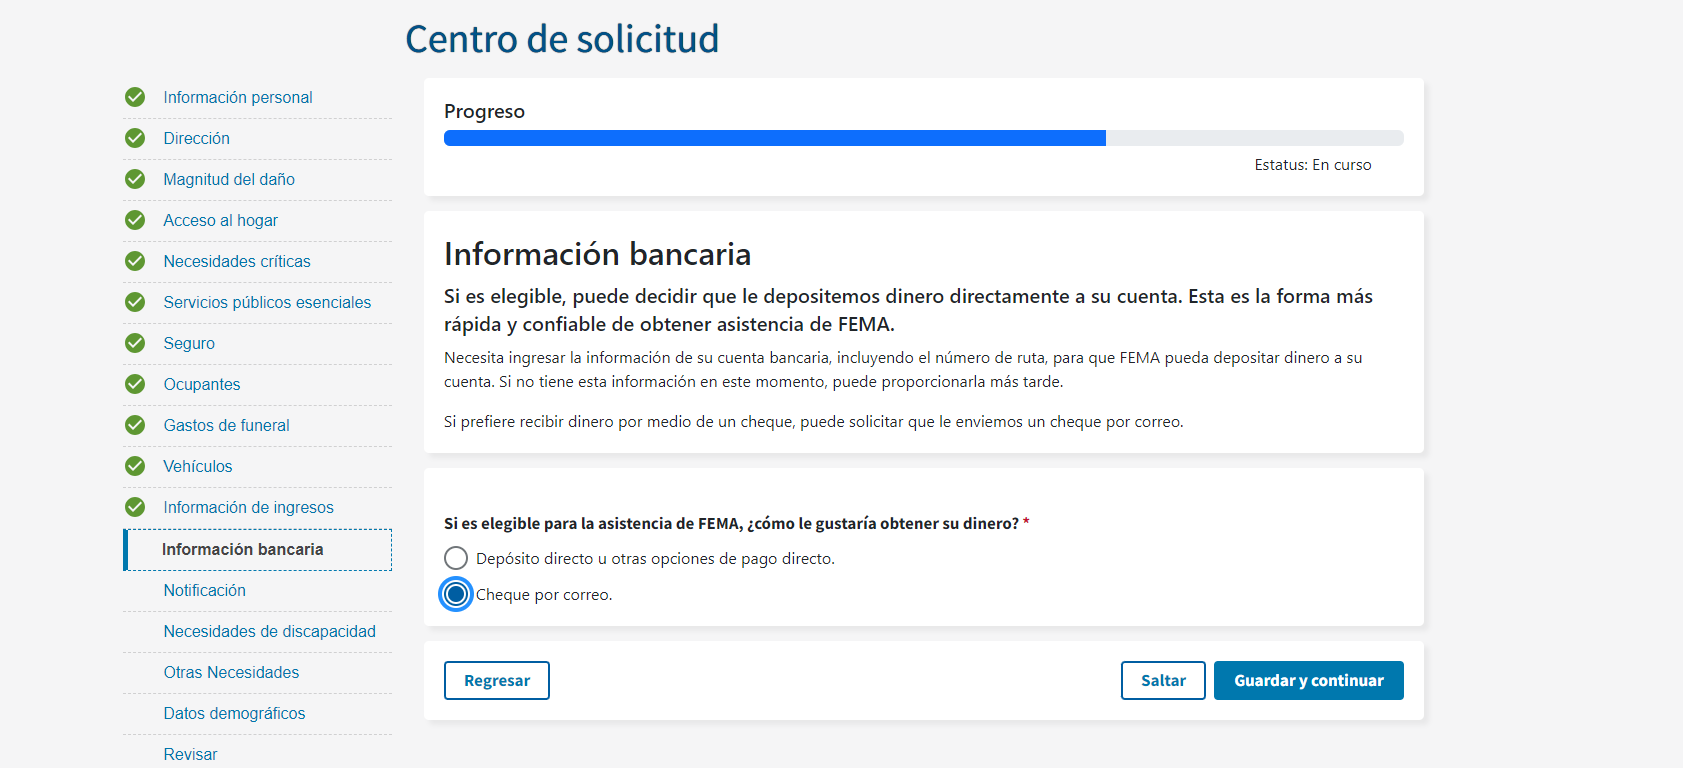 Centro de solicitud
Información personal
Dirección
Magnitud del daño
Acceso al hogar
Necesidades críticas
Servicios públicos esenciales
Seguro
Ocupantes
Gastos de funeral
Vehículos
Información de ingresos
Información bancaria
Notificación
Necesidades de discapacidad
Otras Necesidades
Datos demográficos
Revisar
Progreso
Estatus: En curso
Información bancaria
Si es elegible, puede decidir que le depositemos dinero directamente a su cuenta. Esta es la forma más
rápida y confiable de obtener asistencia de FEMA.
Necesita ingresar la información de su cuenta bancaria, incluyendo el número de ruta, para que FEMA pueda depositar dinero a su
cuenta. Si no tiene esta información en este momento, puede proporcionarla más tarde.
Si prefiere recibir dinero por medio de un cheque, puede solicitar que le enviemos un cheque por correo.
Si es elegible para la asistencia de FEMA, ¿cómo le gustaría obtener su dinero? *
Depósito directo u otras opciones de pago directo.
Cheque por correo.
Regresar
Saltar
Guardar y continuar